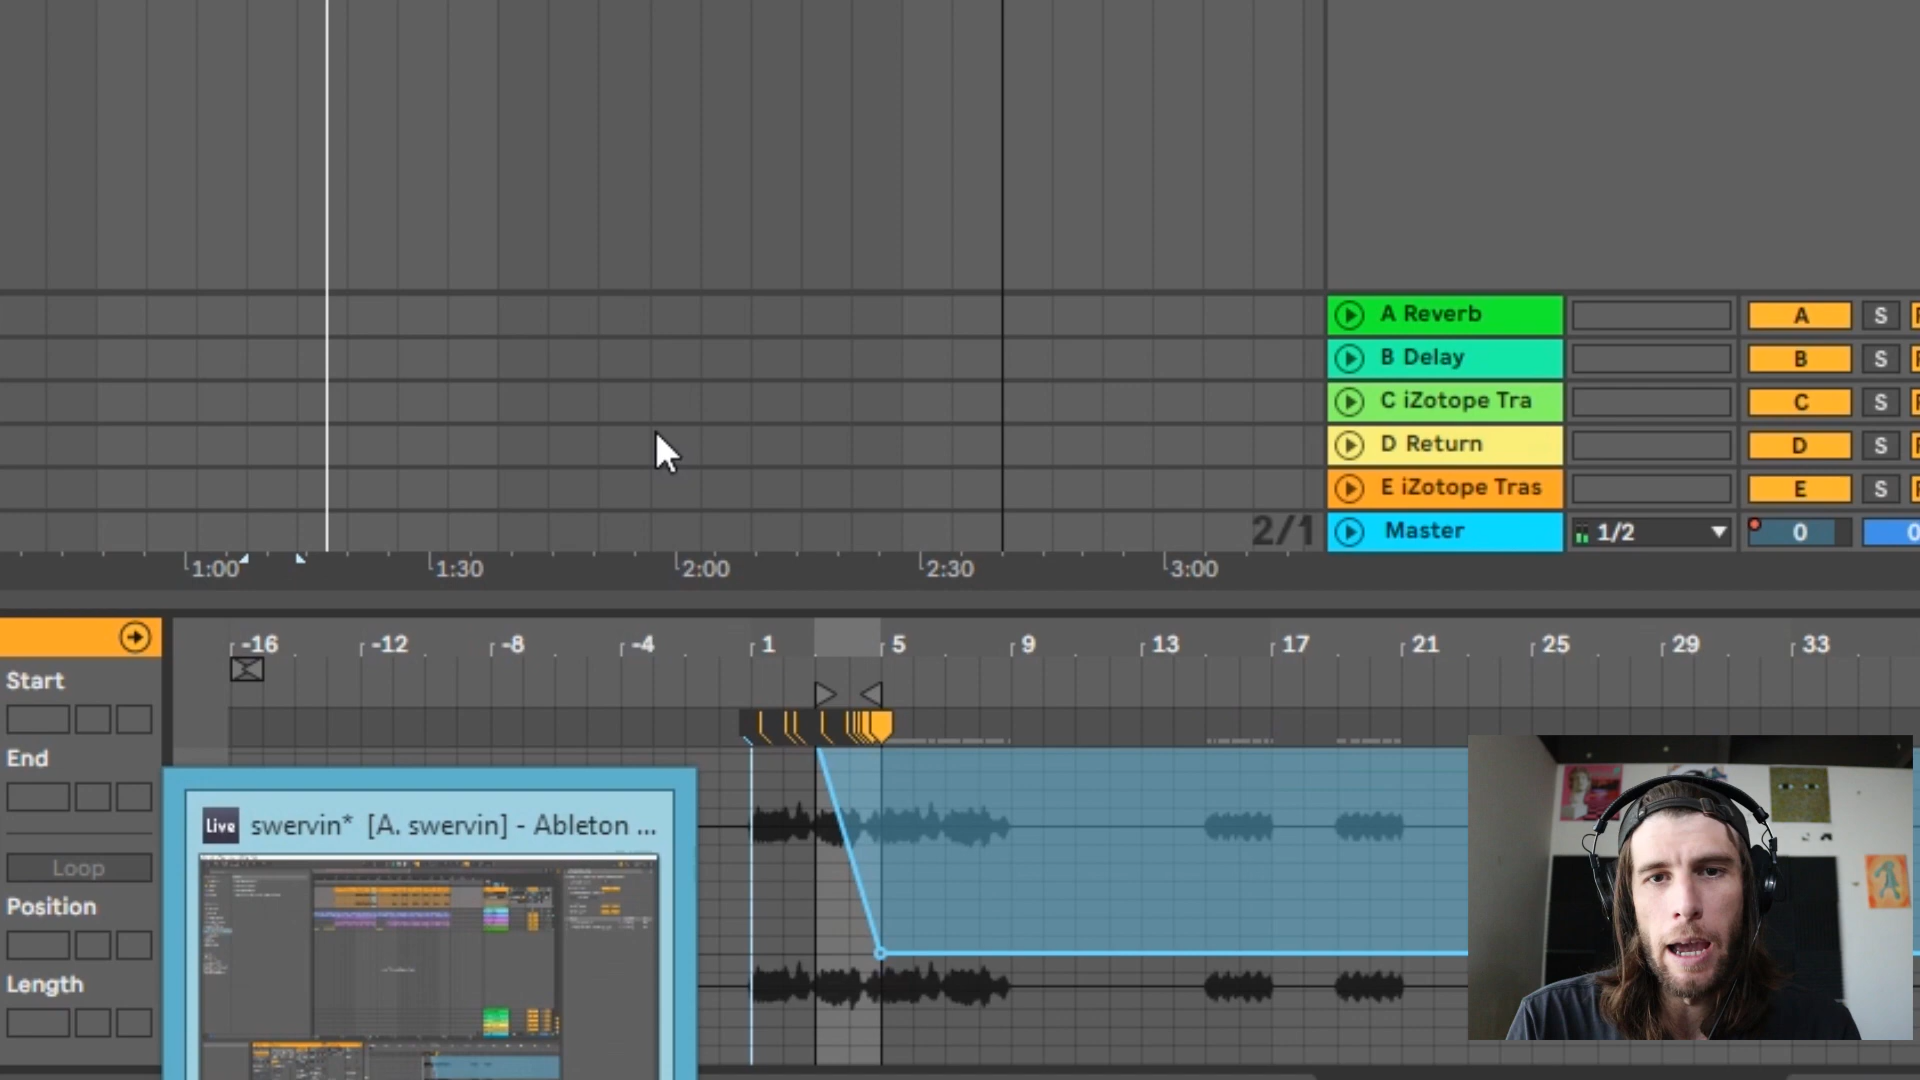 A Reverb A S
B Delay B S
C iZotope Tra C S
D Return D S
E iZotope Tras E S
2/1 Master 1/2 0 0
1:00 1:30 2:00 2:30 3:00
-16 -12 -8 -4 1 5 9 13 17 21 25 29 33
Start
End
Loop
Position
Length
Live swervin* [A. swervin] - Ableton ...